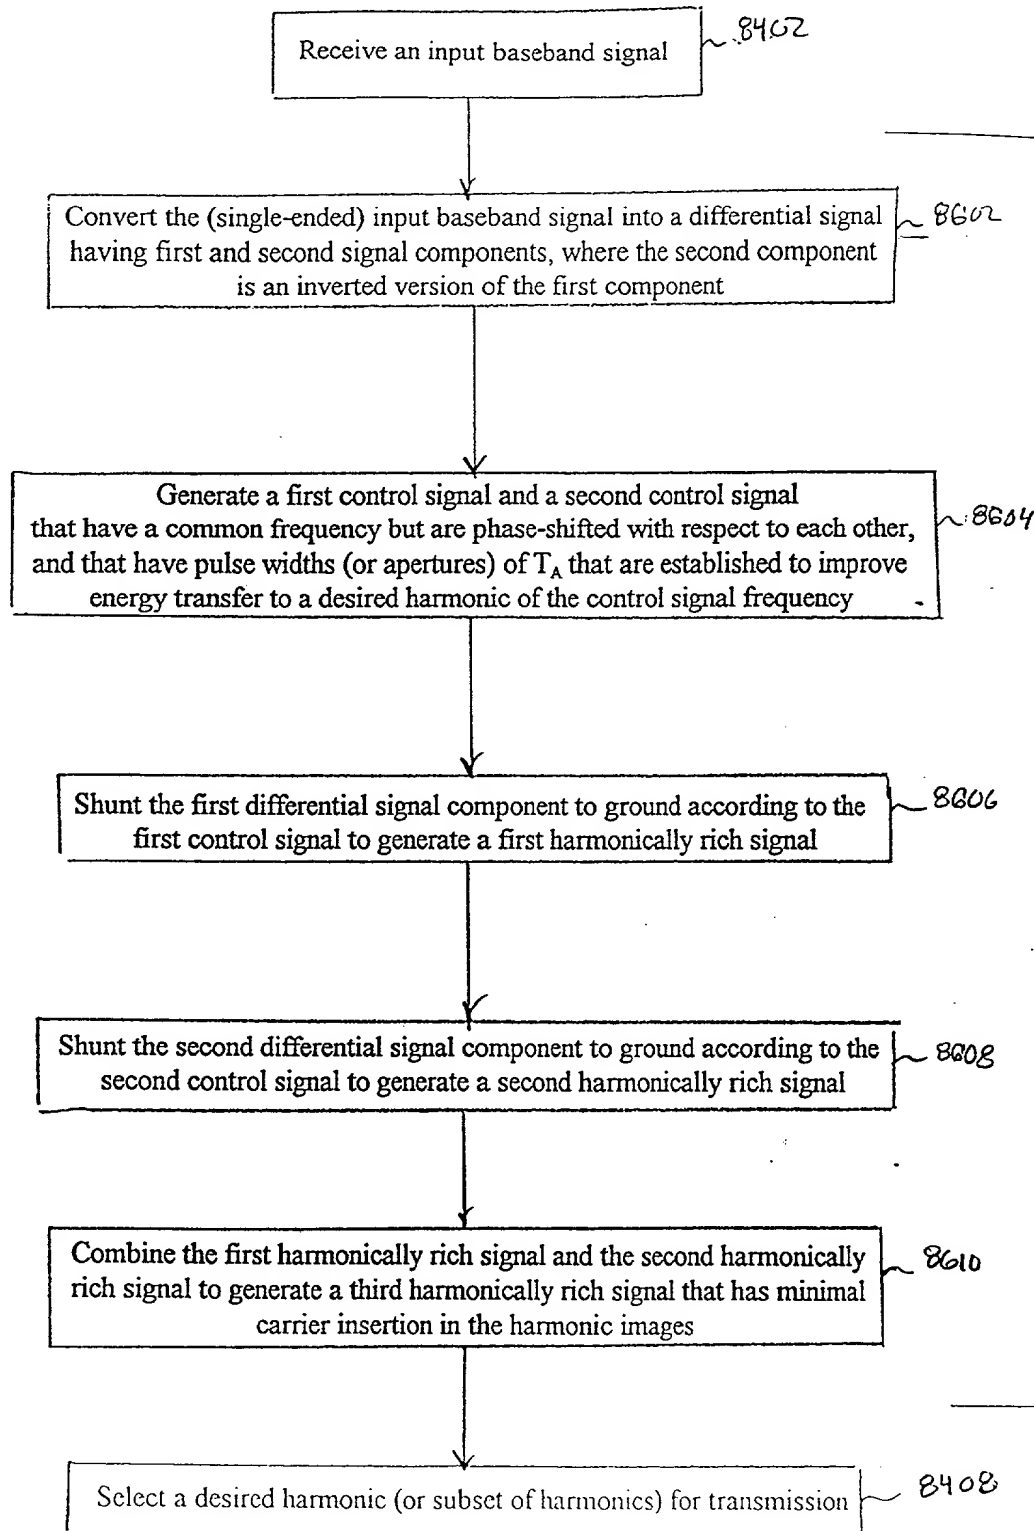 Receive an input baseband signal
8402
Convert the (single-ended) input baseband signal into a differential signal
having first and second signal components, where the second component
is an inverted version of the first component
8602
Generate a first control signal and a second control signal
that have a common frequency but are phase-shifted with respect to each other,
and that have pulse widths (or apertures) of T_A that are established to improve
energy transfer to a desired harmonic of the control signal frequency
8604
Shunt the first differential signal component to ground according to the
first control signal to generate a first harmonically rich signal
8606
Shunt the second differential signal component to ground according to the
second control signal to generate a second harmonically rich signal
8608
Combine the first harmonically rich signal and the second harmonically
rich signal to generate a third harmonically rich signal that has minimal
carrier insertion in the harmonic images
8610
Select a desired harmonic (or subset of harmonics) for transmission
8408